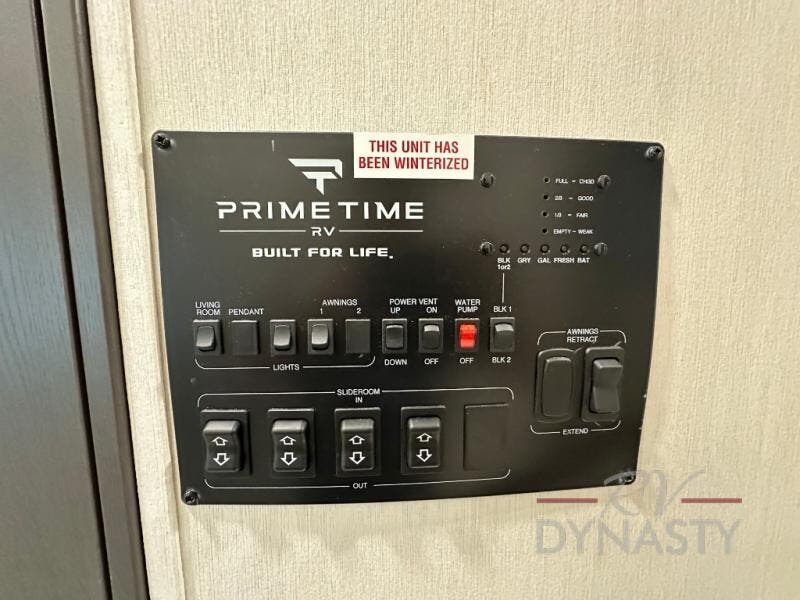 THIS UNIT HAS
BEEN WINTERIZED
PRIME TIME
RV
BUILT FOR LIFE.
FULL - CHGD
2/3 - GOOD
1/3 - FAIR
EMPTY - WEAK
BLK GRY GAL FRESH BAT
1or2
LIVING ROOM
PENDANT
AWNINGS
1 2
POWER VENT
UP ON
WATER PUMP
BLK 1
LIGHTS
DOWN OFF OFF BLK 2
AWNINGS
RETRACT
EXTEND
SLIDEROOM
IN
OUT
RV
DYNASTY